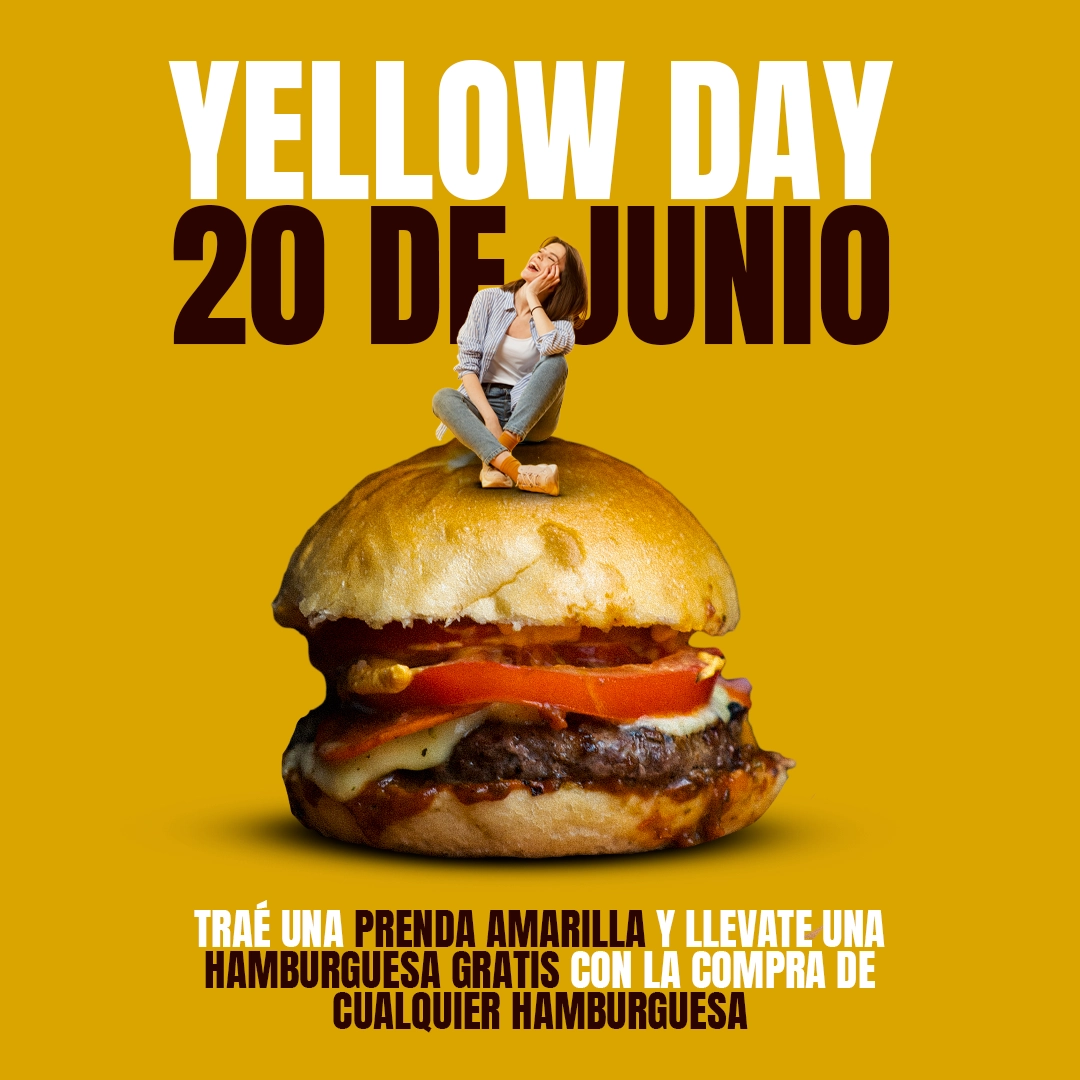 YELLOW DAY
20 DE JUNIO
TRAÉ UNA PRENDA AMARILLA Y LLEVATE UNA
HAMBURGUESA GRATIS CON LA COMPRA DE
CUALQUIER HAMBURGUESA